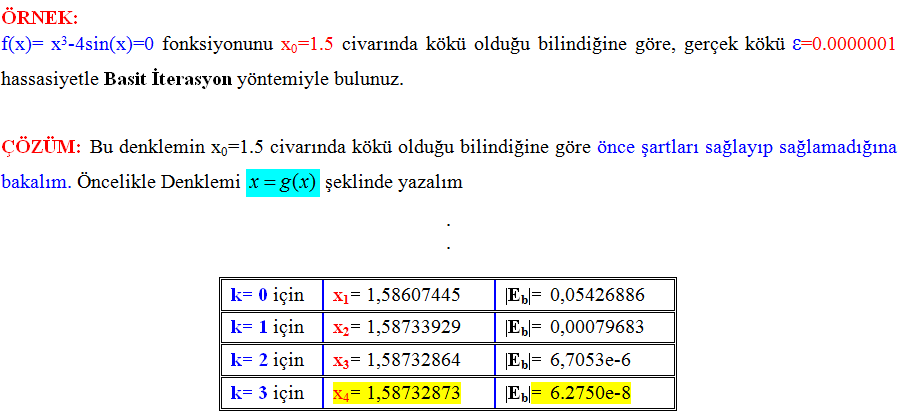 ÖRNEK:
f(x)= x³-4sin(x)=0 fonksiyonunu x₀=1.5 civarında kökü olduğu bilindiğine göre, gerçek kökü ε=0.0000001
hassasiyetle Basit İterasyon yöntemiyle bulunuz.
ÇÖZÜM: Bu denklemin x₀=1.5 civarında kökü olduğu bilindiğine göre önce şartları sağlayıp sağlamadığına
bakalım. Öncelikle Denklemi x = g(x) şeklinde yazalım
.
.
k= 0 için x₁= 1,58607445 |E_b|= 0,05426886
k= 1 için x₂= 1,58733929 |E_b|= 0,00079683
k= 2 için x₃= 1,58732864 |E_b|= 6,7053e-6
k= 3 için x₄= 1,58732873 |E_b|= 6.2750e-8